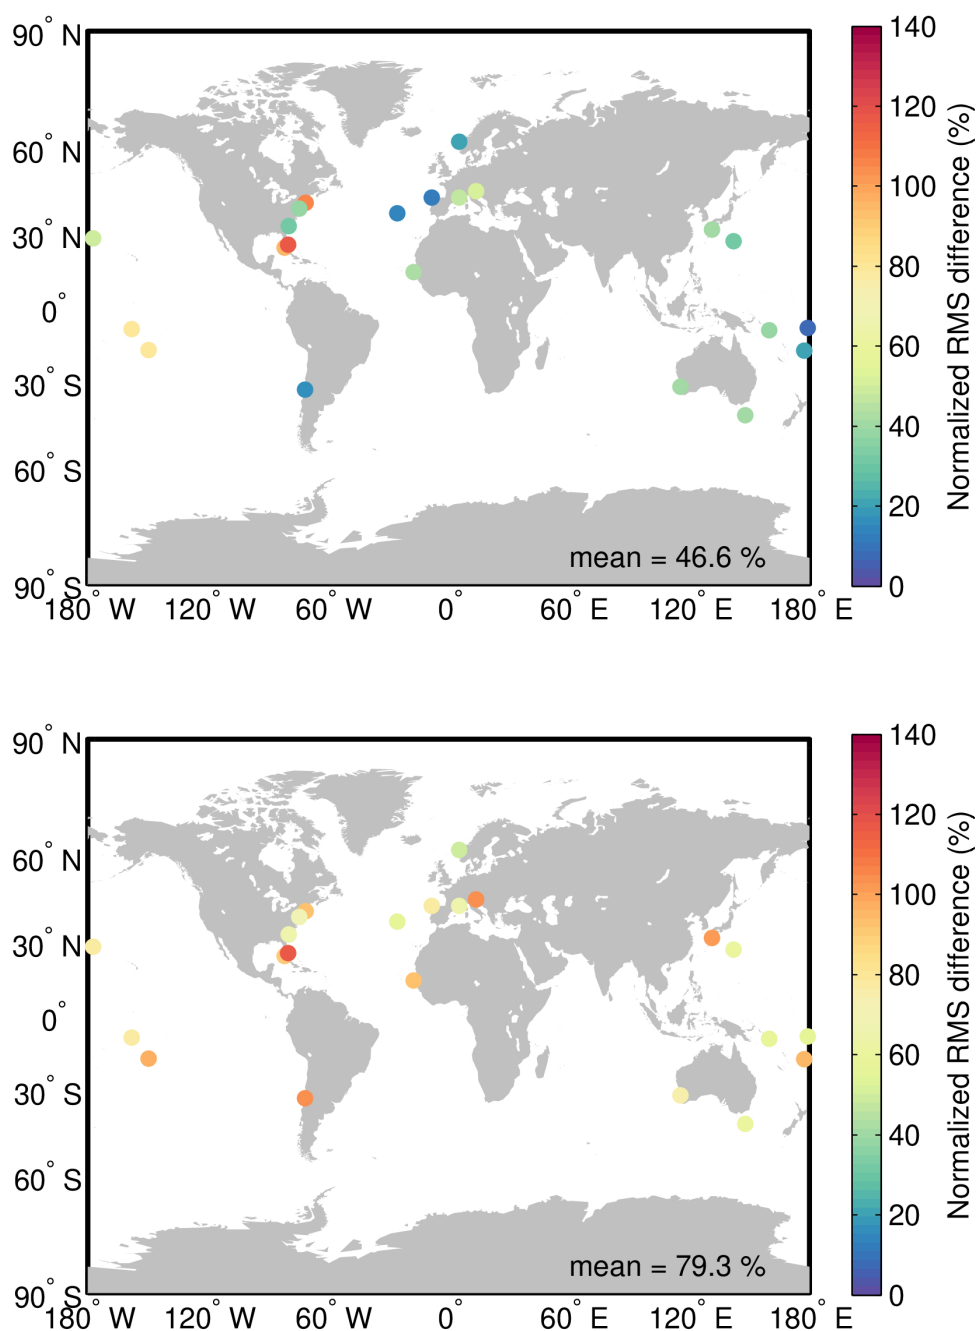 90° N
60° N
30° N
0°
30° S
60° S
90° S
180° W 120° W 60° W 0° 60° E 120° E 180° E
mean = 46.6 %
140
120
100
80
60
40
20
0
Normalized RMS difference (%)
90° N
60° N
30° N
0°
30° S
60° S
90° S
180° W 120° W 60° W 0° 60° E 120° E 180° E
mean = 79.3 %
140
120
100
80
60
40
20
0
Normalized RMS difference (%)